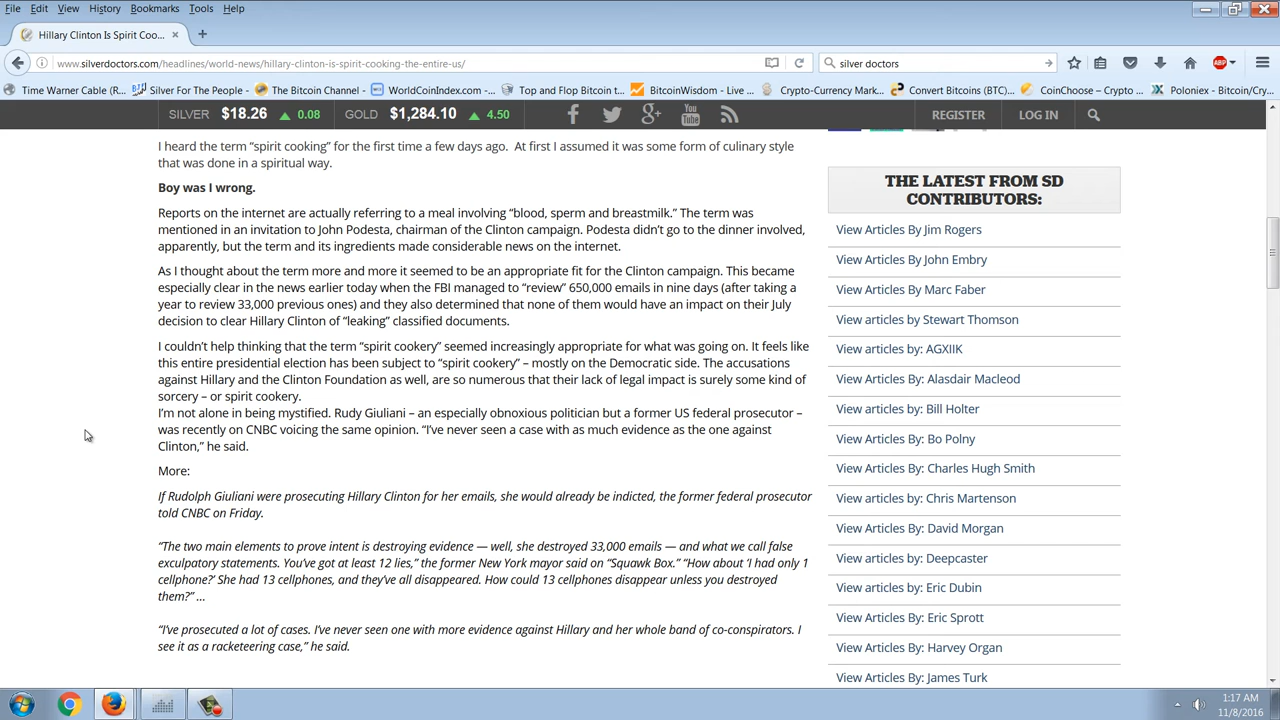 File Edit View History Bookmarks Tools Help
Hillary Clinton Is Spirit Coo...
www.silverdoctors.com/headlines/world-news/hillary-clinton-is-spirit-cooking-the-entire-us/
silver doctors
ABP
Time Warner Cable (R... Silver For The People - The Bitcoin Channel - WorldCoinIndex.com -... Top and Flop Bitcoin t... BitcoinWisdom - Live ... Crypto-Currency Mark... Convert Bitcoins (BTC)... CoinChoose – Crypto ... Poloniex - Bitcoin/Cry...
SILVER $18.26 0.08 GOLD $1,284.10 4.50 REGISTER LOG IN
I heard the term “spirit cooking” for the first time a few days ago. At first I assumed it was some form of culinary style
that was done in a spiritual way.
Boy was I wrong.
Reports on the internet are actually referring to a meal involving “blood, sperm and breastmilk.” The term was
mentioned in an invitation to John Podesta, chairman of the Clinton campaign. Podesta didn’t go to the dinner involved,
apparently, but the term and its ingredients made considerable news on the internet.
As I thought about the term more and more it seemed to be an appropriate fit for the Clinton campaign. This became
especially clear in the news earlier today when the FBI managed to “review” 650,000 emails in nine days (after taking a
year to review 33,000 previous ones) and they also determined that none of them would have an impact on their July
decision to clear Hillary Clinton of “leaking” classified documents.
I couldn’t help thinking that the term “spirit cookery” seemed increasingly appropriate for what was going on. It feels like
this entire presidential election has been subject to “spirit cookery” – mostly on the Democratic side. The accusations
against Hillary and the Clinton Foundation as well, are so numerous that their lack of legal impact is surely some kind of
sorcery – or spirit cookery.
I’m not alone in being mystified. Rudy Giuliani – an especially obnoxious politician but a former US federal prosecutor –
was recently on CNBC voicing the same opinion. “I’ve never seen a case with as much evidence as the one against
Clinton,” he said.
More:
If Rudolph Giuliani were prosecuting Hillary Clinton for her emails, she would already be indicted, the former federal prosecutor
told CNBC on Friday.
“The two main elements to prove intent is destroying evidence — well, she destroyed 33,000 emails — and what we call false
exculpatory statements. You’ve got at least 12 lies,” the former New York mayor said on “Squawk Box.” “How about ‘I had only 1
cellphone?’ She had 13 cellphones, and they’ve all disappeared. How could 13 cellphones disappear unless you destroyed
them?” ...
“I’ve prosecuted a lot of cases. I’ve never seen one with more evidence against Hillary and her whole band of co-conspirators. I
see it as a racketeering case,” he said.
THE LATEST FROM SD
CONTRIBUTORS:
View Articles By Jim Rogers
View Articles By John Embry
View Articles By Marc Faber
View articles by Stewart Thomson
View articles by: AGXIIK
View Articles By: Alasdair Macleod
View articles by: Bill Holter
View Articles By: Bo Polny
View Articles By: Charles Hugh Smith
View articles by: Chris Martenson
View Articles By: David Morgan
View Articles By: Deepcaster
View articles by: Eric Dubin
View Articles By: Eric Sprott
View Articles By: Harvey Organ
View Articles By: James Turk
1:17 AM
11/8/2016